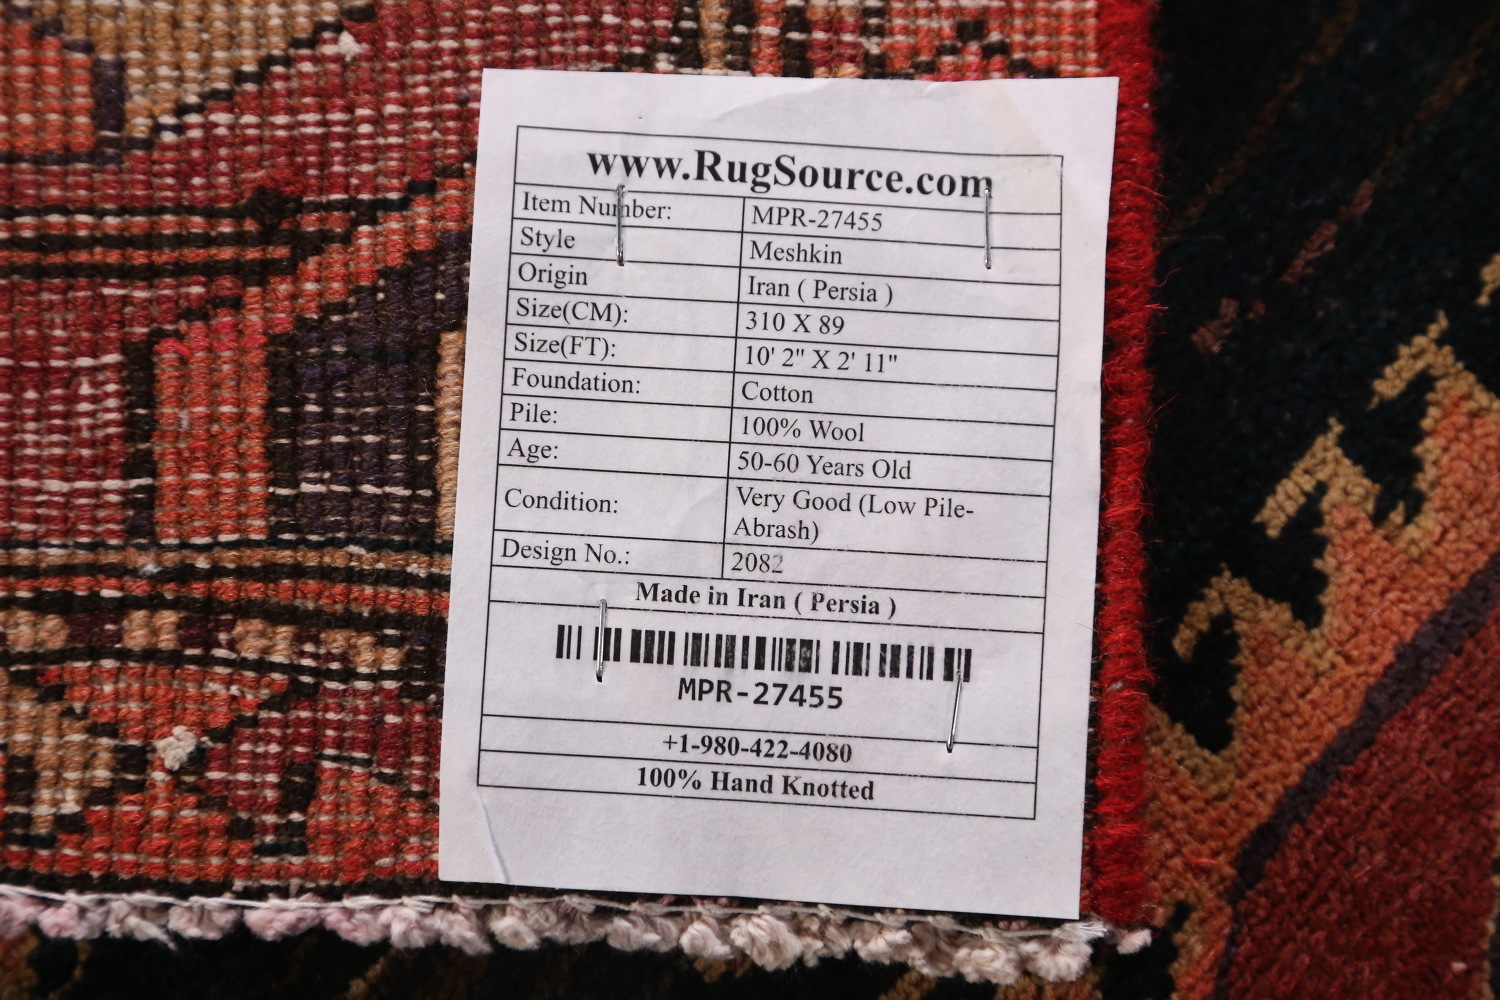 www.RugSource.com
Item Number: MPR-27455
Style Meshkin
Origin Iran ( Persia )
Size(CM): 310 X 89
Size(FT): 10' 2" X 2' 11"
Foundation: Cotton
Pile: 100% Wool
Age: 50-60 Years Old
Condition: Very Good (Low Pile-
Abrash)
Design No.: 2082
Made in Iran ( Persia )
MPR-27455
+1-980-422-4080
100% Hand Knotted